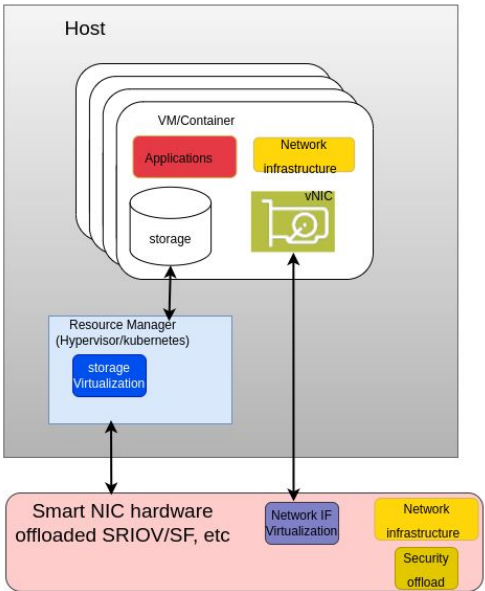 Host
VM/Container
Applications
Network
infrastructure
vNIC
storage
Resource Manager
(Hypervisor/kubernetes)
storage
Virtualization
Smart NIC hardware
offloaded SRIOV/SF, etc
Network IF
Virtualization
Network
infrastructure
Security
offload